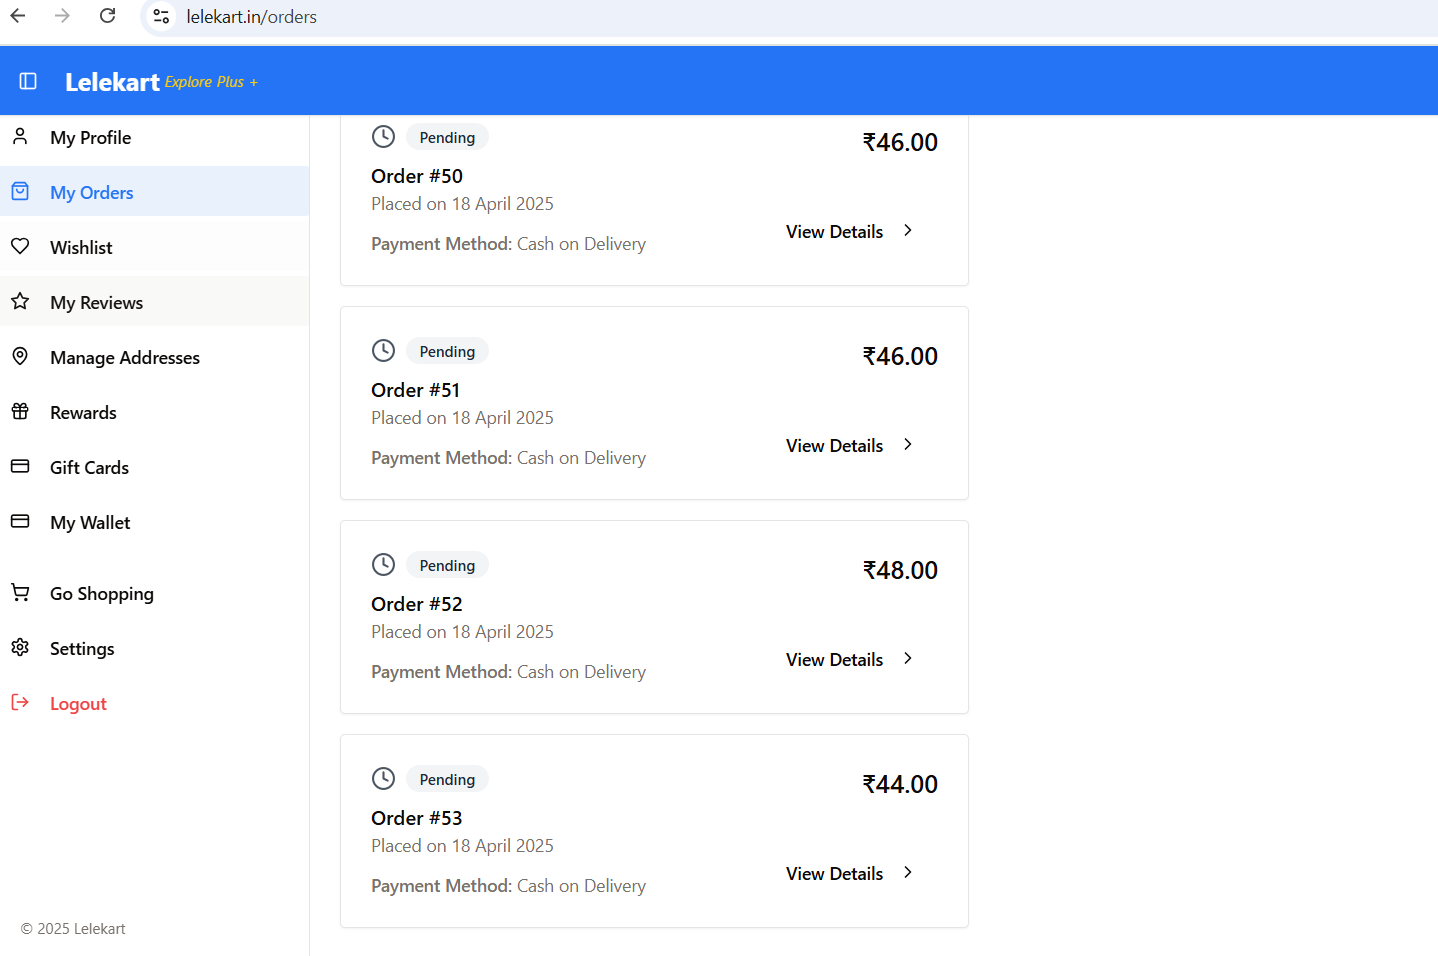 lelekart.in/orders
Lelekart Explore Plus +
My Profile
My Orders
Wishlist
My Reviews
Manage Addresses
Rewards
Gift Cards
My Wallet
Go Shopping
Settings
Logout
© 2025 Lelekart
Pending
₹46.00
Order #50
Placed on 18 April 2025
View Details
Payment Method: Cash on Delivery
Pending
₹46.00
Order #51
Placed on 18 April 2025
View Details
Payment Method: Cash on Delivery
Pending
₹48.00
Order #52
Placed on 18 April 2025
View Details
Payment Method: Cash on Delivery
Pending
₹44.00
Order #53
Placed on 18 April 2025
View Details
Payment Method: Cash on Delivery